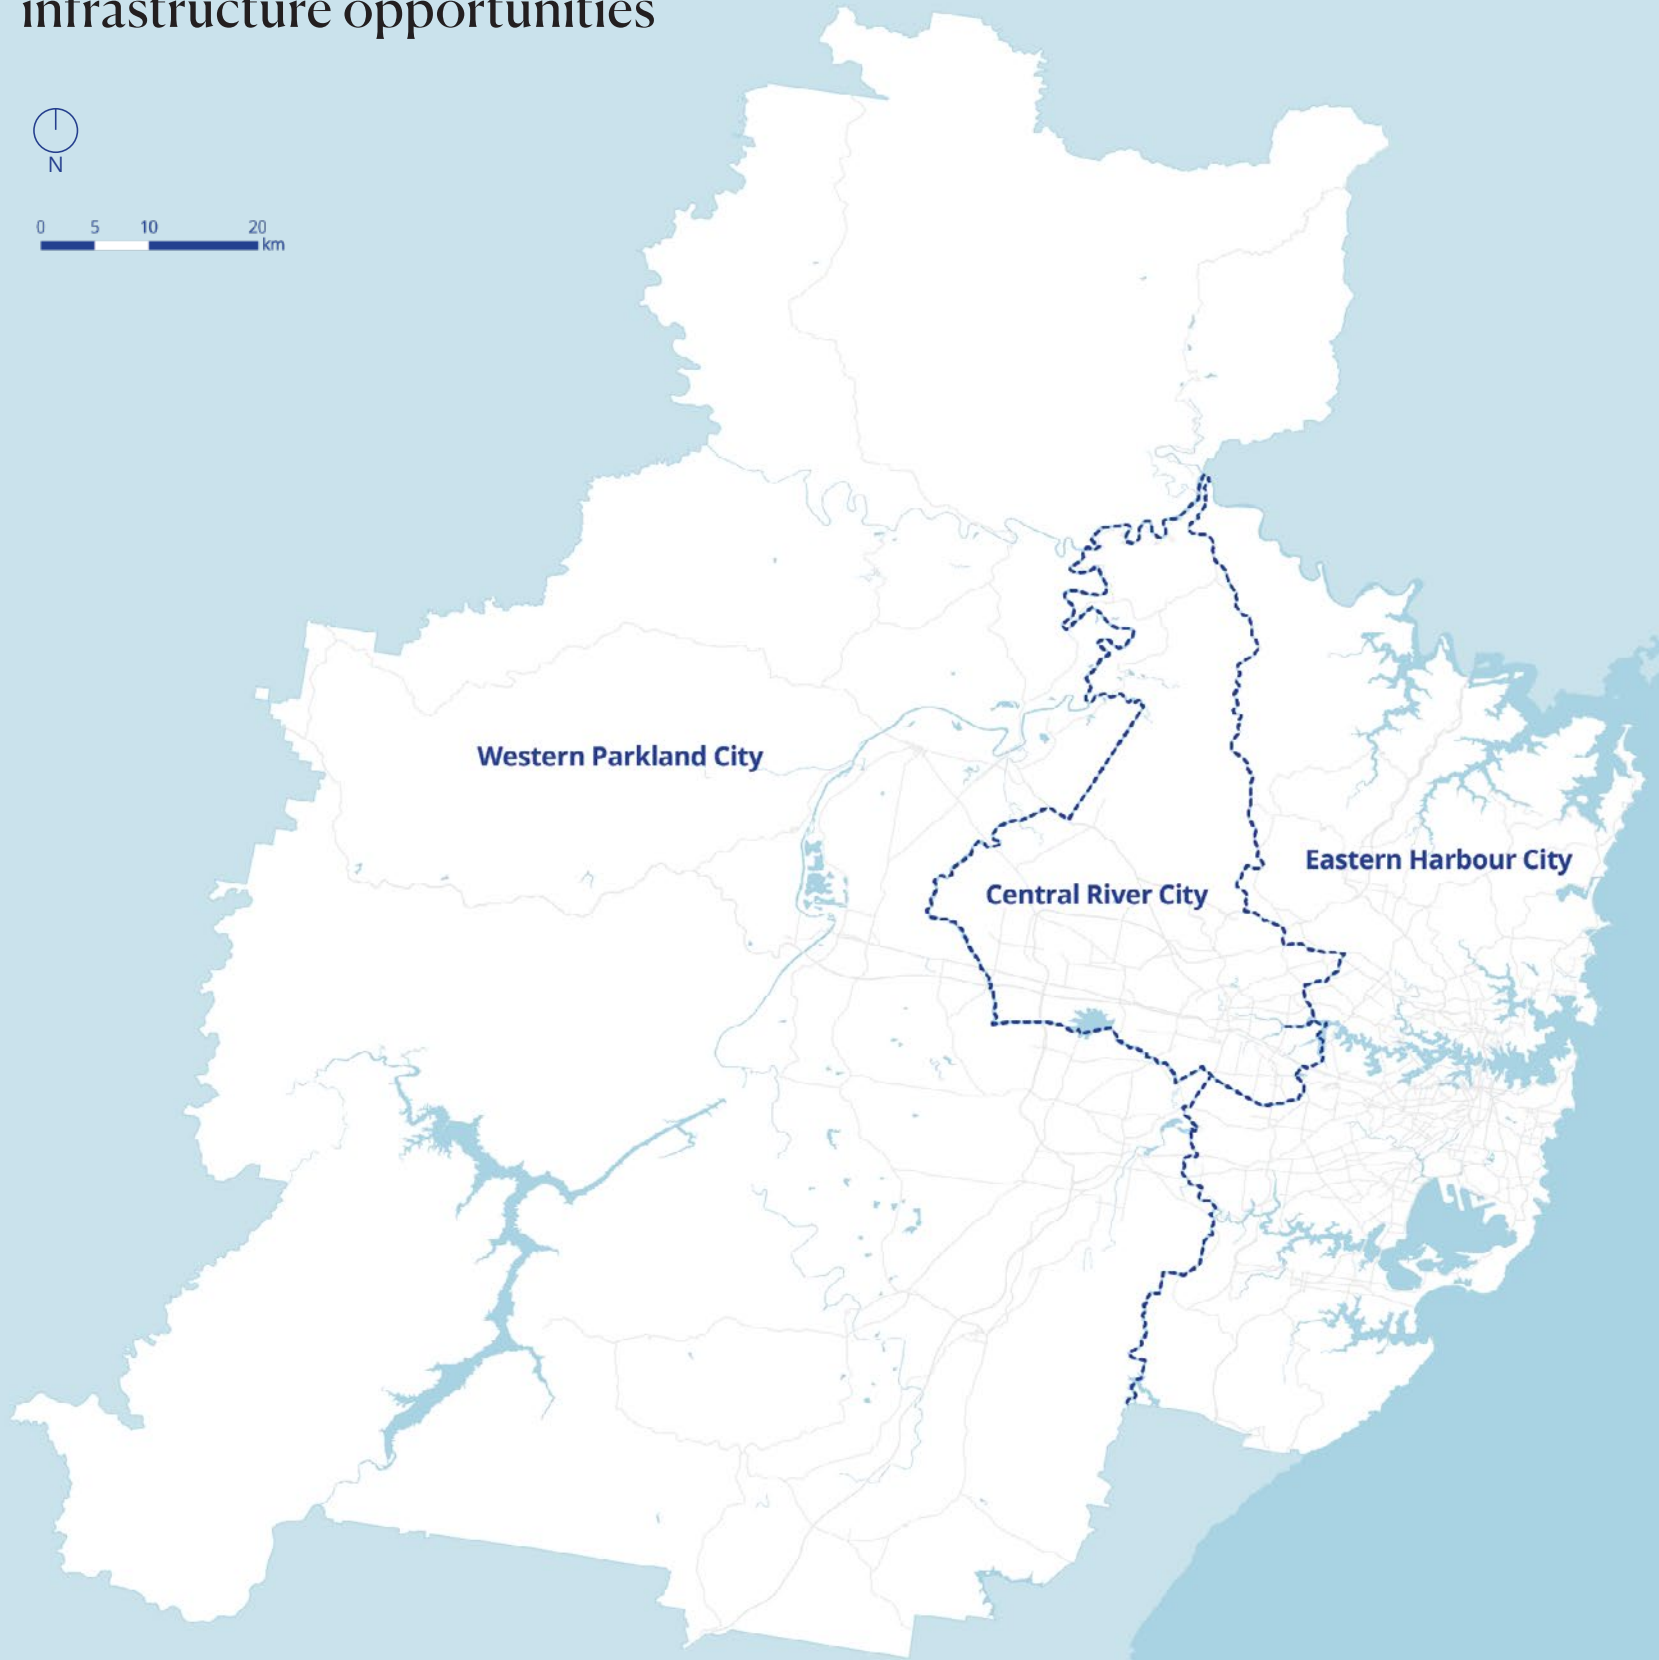 infrastructure opportunities
N
0 5 10 20
km
Western Parkland City
Eastern Harbour City
Central River City